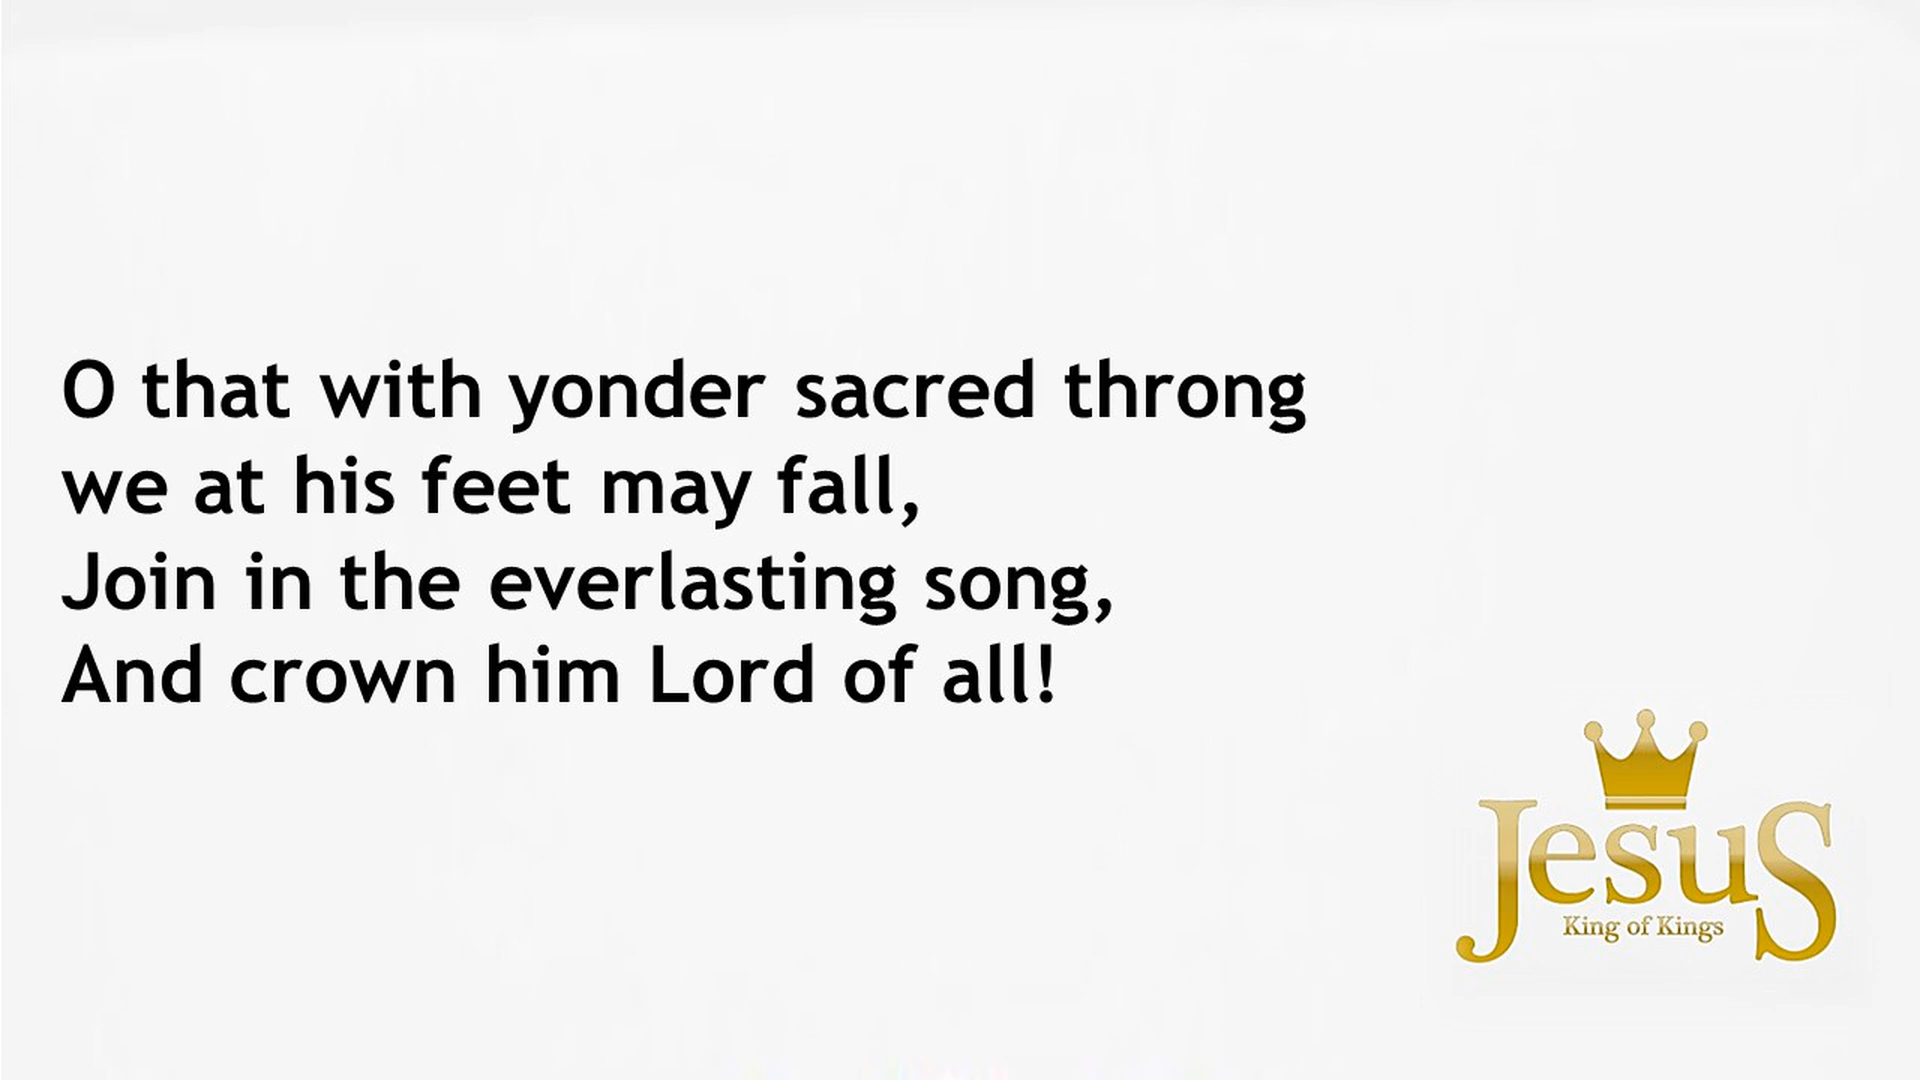 O that with yonder sacred throng
we at his feet may fall,
Join in the everlasting song,
And crown him Lord of all!
Jesus
King of Kings